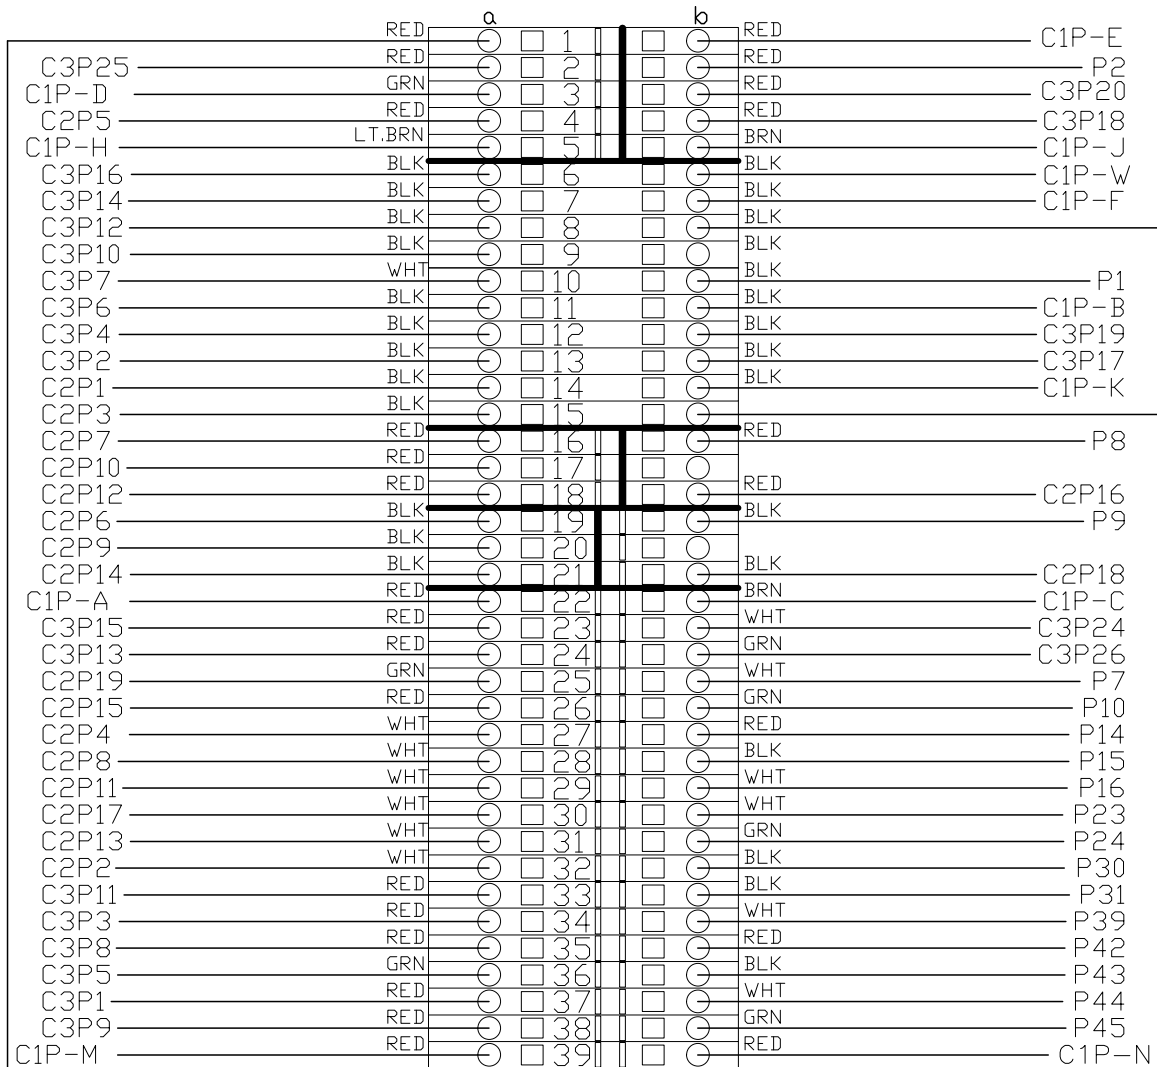 a b
RED 1 RED C1P-E
C3P25 RED 2 RED P2
C1P-D GRN 3 RED C3P20
C2P5 RED 4 RED C3P18
C1P-H LT.BRN 5 BRN C1P-J
C3P16 BLK 6 BLK C1P-W
C3P14 BLK 7 BLK C1P-F
C3P12 BLK 8 BLK
C3P10 BLK 9 BLK
C3P7 WHT 10 BLK P1
C3P6 BLK 11 BLK C1P-B
C3P4 BLK 12 BLK C3P19
C3P2 BLK 13 BLK C3P17
C2P1 BLK 14 BLK C1P-K
C2P3 BLK 15
C2P7 RED 16 RED P8
C2P10 RED 17
C2P12 RED 18 RED C2P16
C2P6 BLK 19 BLK P9
C2P9 BLK 20
C2P14 BLK 21 BLK C2P18
C1P-A RED 22 BRN C1P-C
C3P15 RED 23 WHT C3P24
C3P13 RED 24 GRN C3P26
C2P19 GRN 25 WHT P7
C2P15 RED 26 GRN P10
C2P4 WHT 27 RED P14
C2P8 WHT 28 BLK P15
C2P11 WHT 29 WHT P16
C2P17 WHT 30 WHT P23
C2P13 WHT 31 GRN P24
C2P2 WHT 32 BLK P30
C3P11 RED 33 BLK P31
C3P3 RED 34 WHT P39
C3P8 RED 35 RED P42
C3P5 GRN 36 BLK P43
C3P1 RED 37 WHT P44
C3P9 RED 38 GRN P45
C1P-M RED 39 RED C1P-N